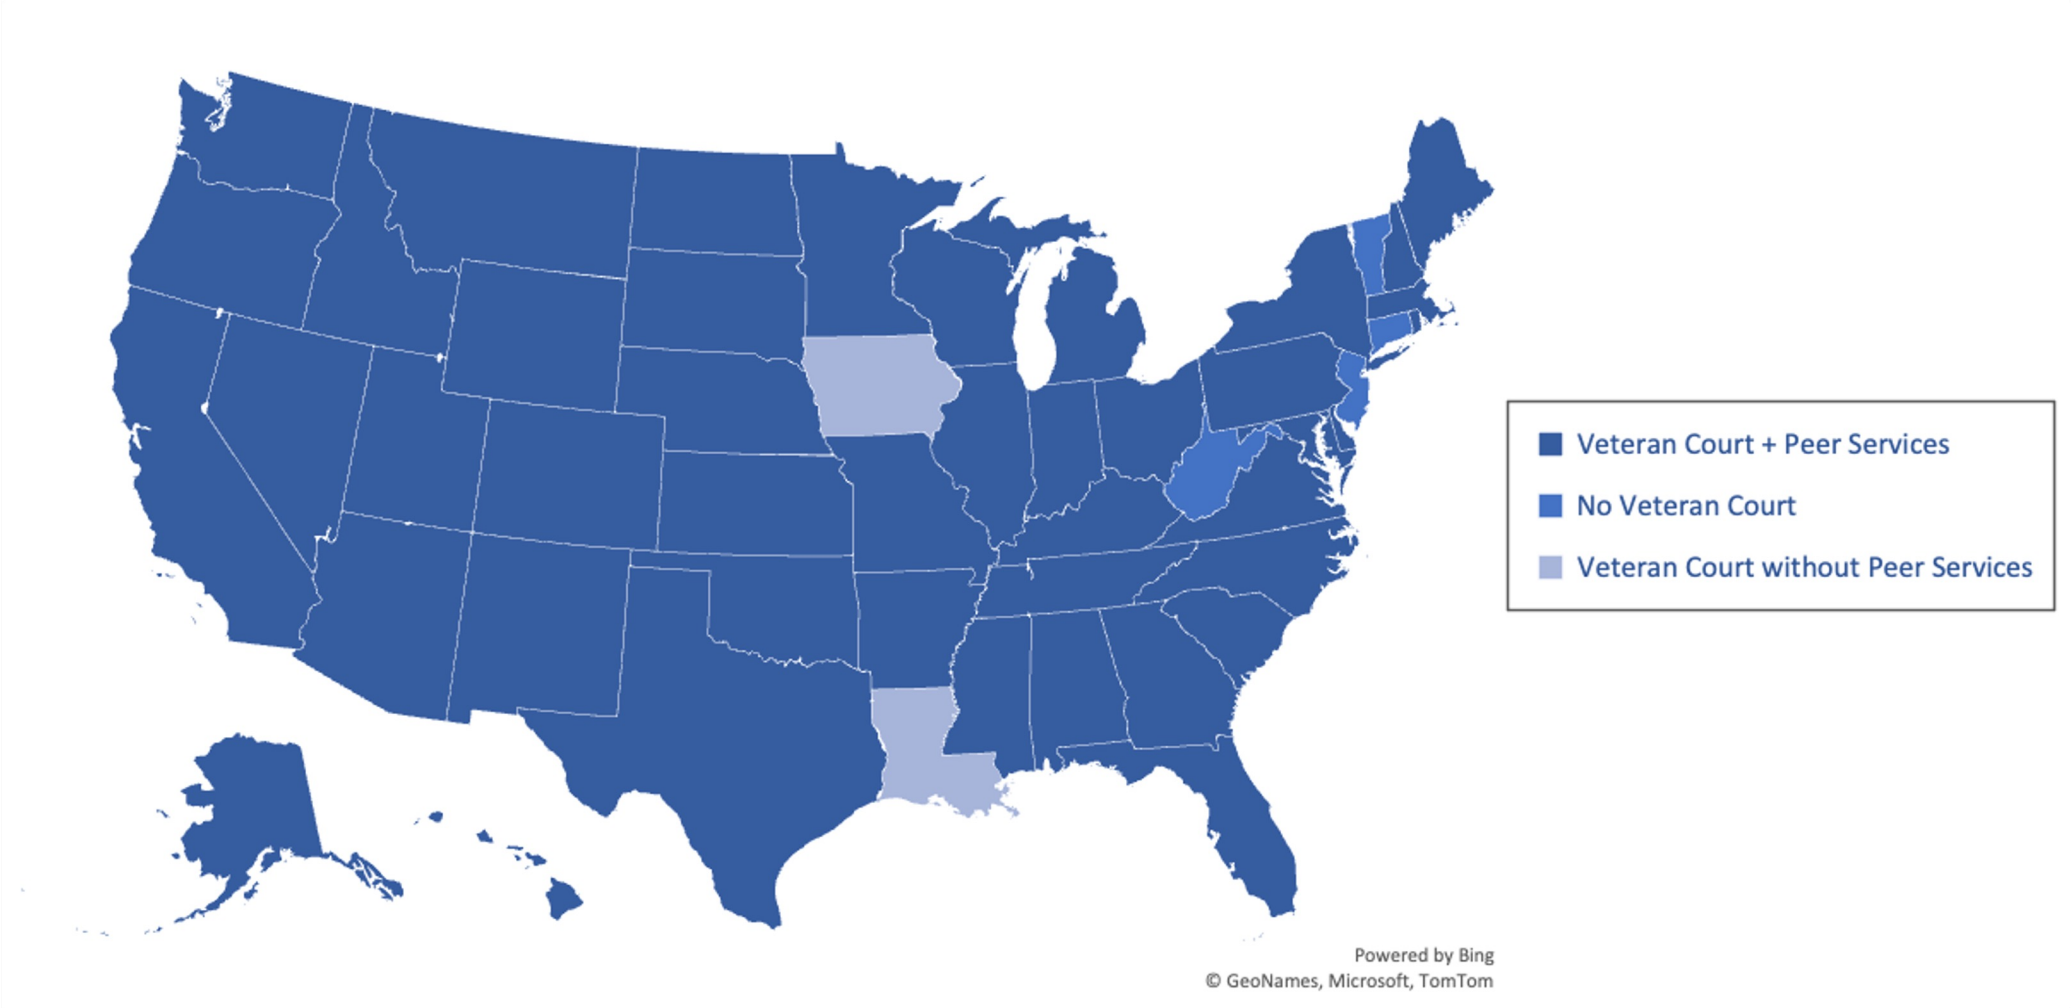 Veteran Court + Peer Services
No Veteran Court
Veteran Court without Peer Services
Powered by Bing
© GeoNames, Microsoft, TomTom